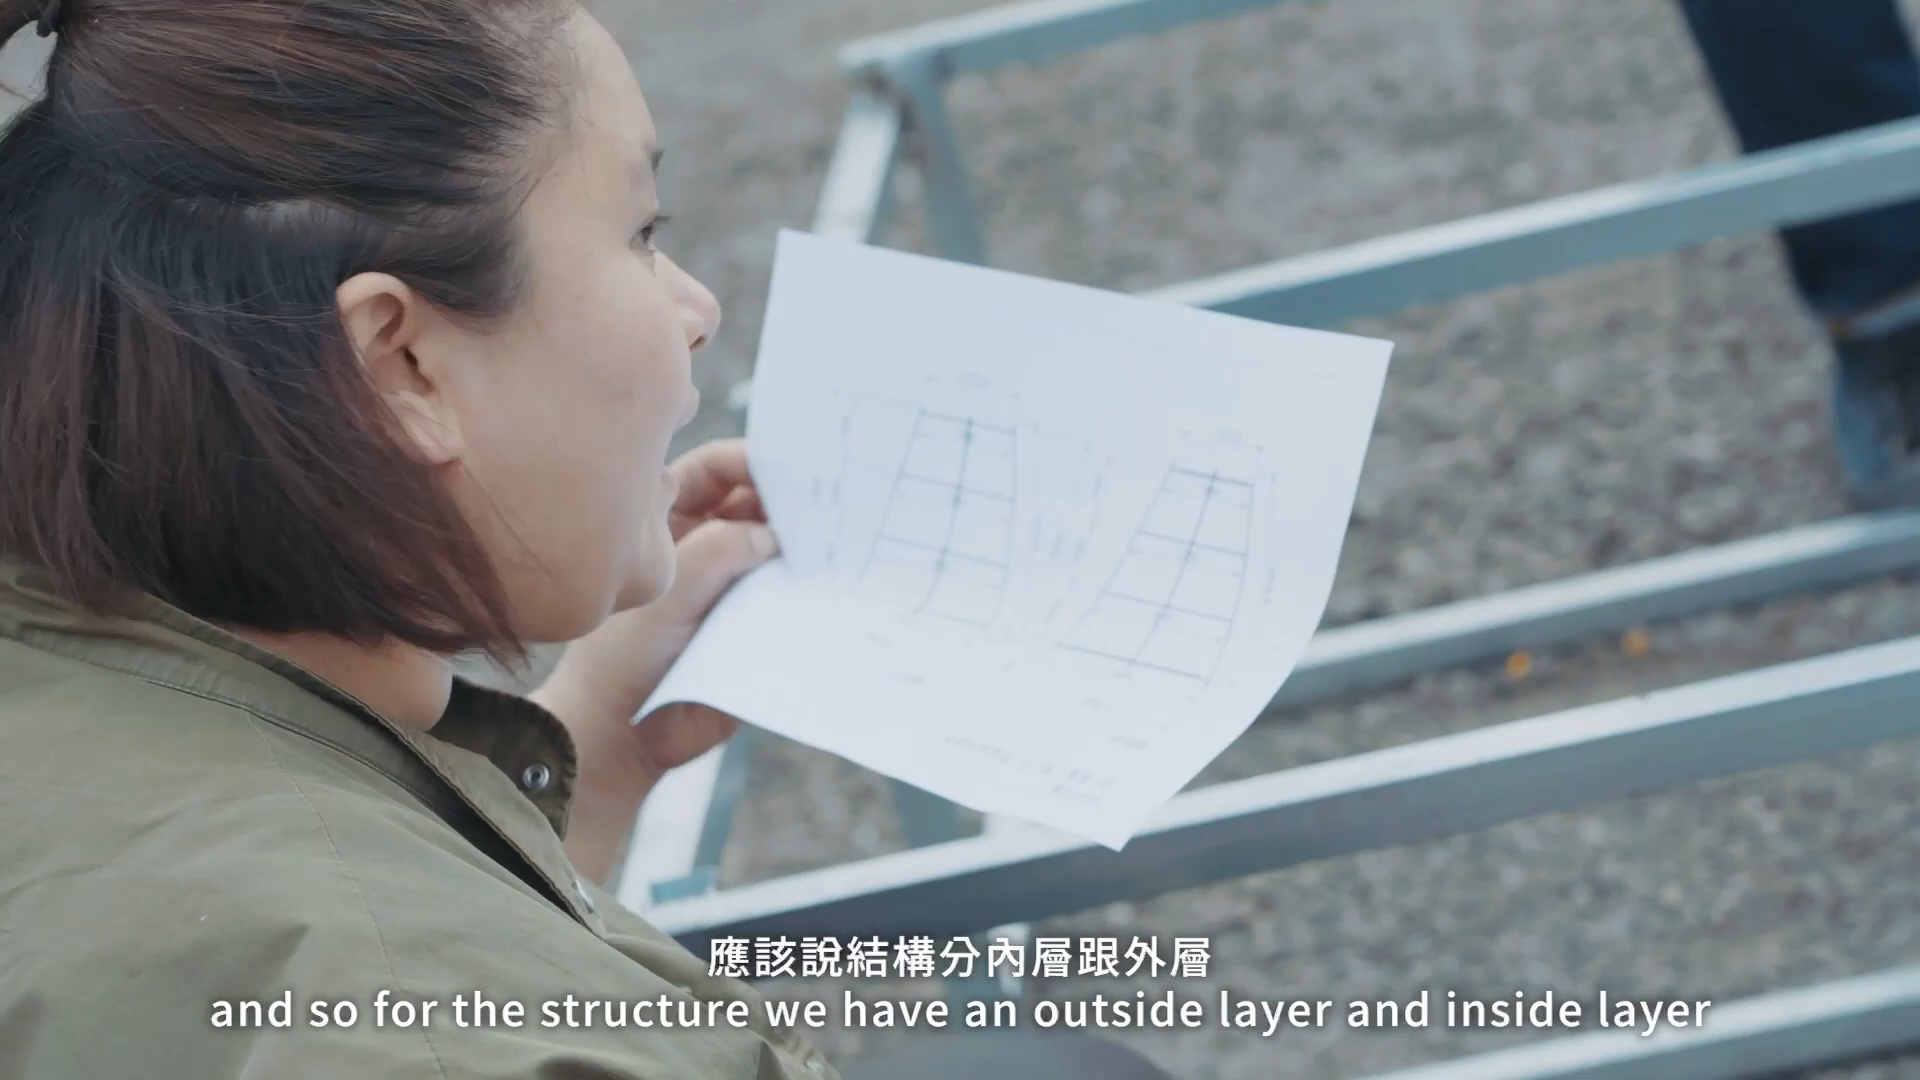 應該說結構分內層跟外層
and so for the structure we have an outside layer and inside layer